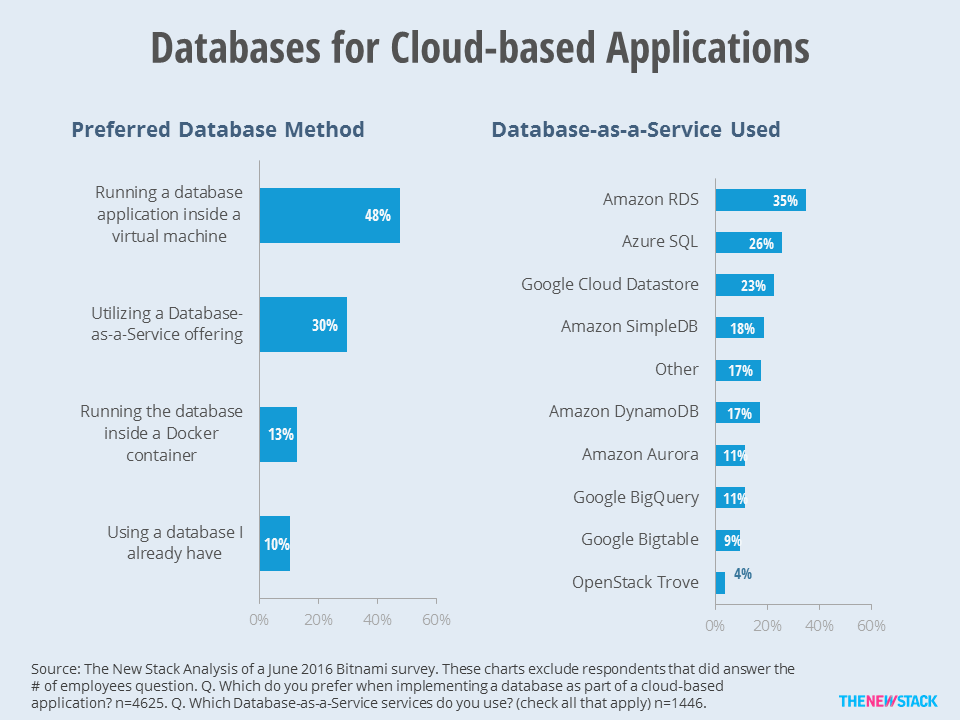 Databases for Cloud-based Applications
Preferred Database Method
Running a database
application inside a
virtual machine
48%
Utilizing a Database-
as-a-Service offering
30%
Running the database
inside a Docker
container
13%
Using a database I
already have
10%
0% 20% 40% 60%
Database-as-a-Service Used
Amazon RDS 35%
Azure SQL 26%
Google Cloud Datastore 23%
Amazon SimpleDB 18%
Other 17%
Amazon DynamoDB 17%
Amazon Aurora 11%
Google BigQuery 11%
Google Bigtable 9%
OpenStack Trove 4%
0% 20% 40% 60%
Source: The New Stack Analysis of a June 2016 Bitnami survey. These charts exclude respondents that did answer the
# of employees question. Q. Which do you prefer when implementing a database as part of a cloud-based
application? n=4625. Q. Which Database-as-a-Service services do you use? (check all that apply) n=1446.
THENEWSTACK